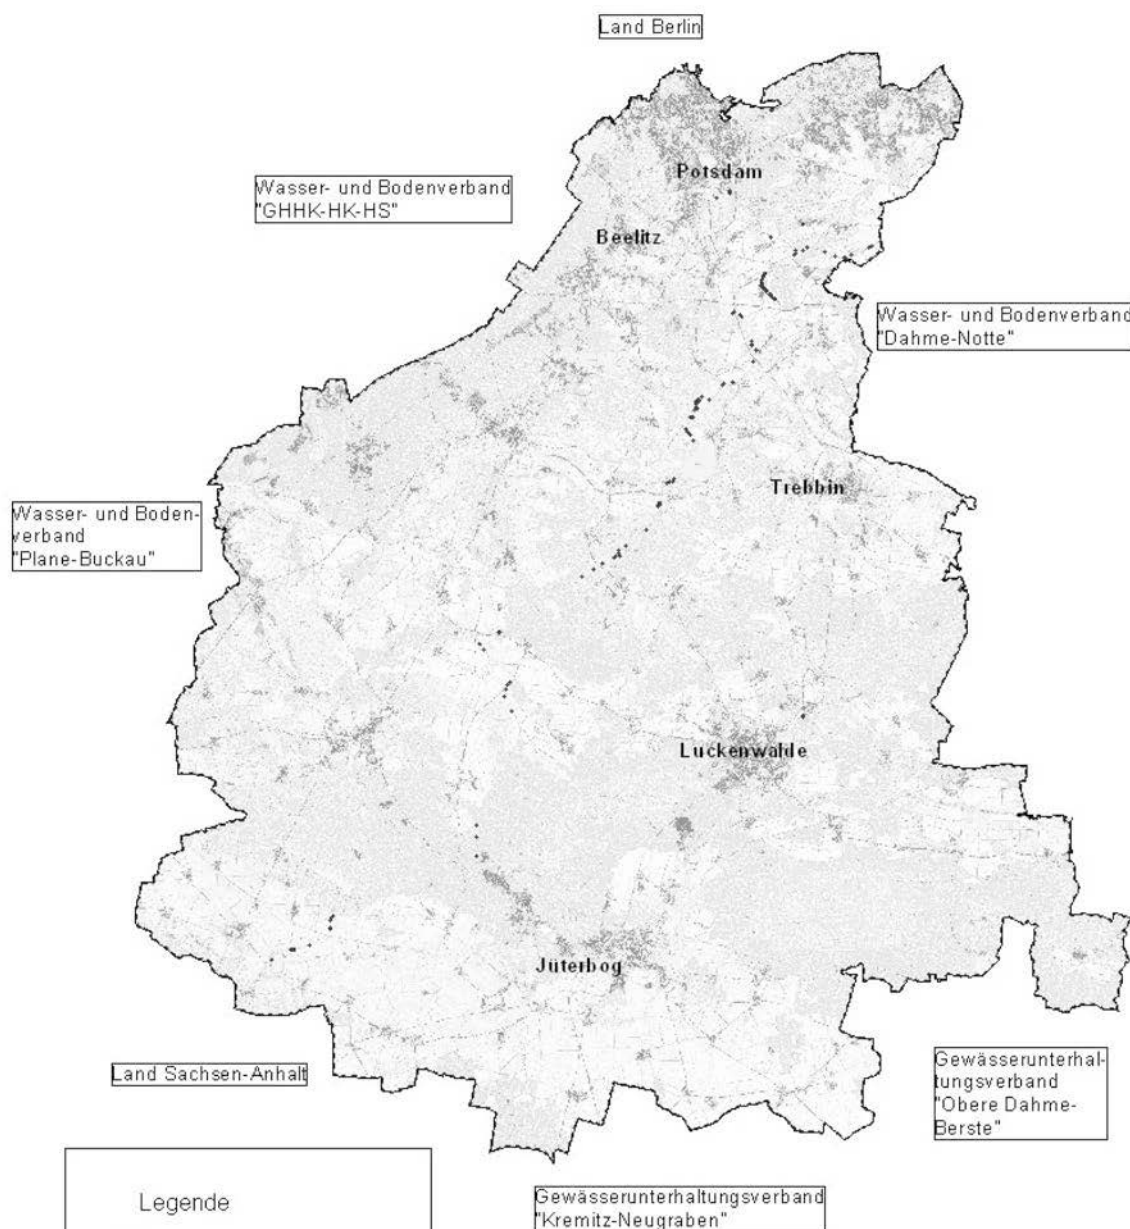 Land Berlin
Potsdam
Wasser- und Bodenverband
"GHHK-HK-HS"
Beelitz
Wasser- und Bodenverband
"Dahme-Notte"
Trebbin
Wasser- und Boden-
verband
"Plane-Buckau"
Luckenwalde
Jüterbog
Land Sachsen-Anhalt
Gewässerunterhal-
tungsverband
"Obere Dahme-
Berste"
Legende
Gewässerunterhaltungsverband
"Kremitz-Neugraben"